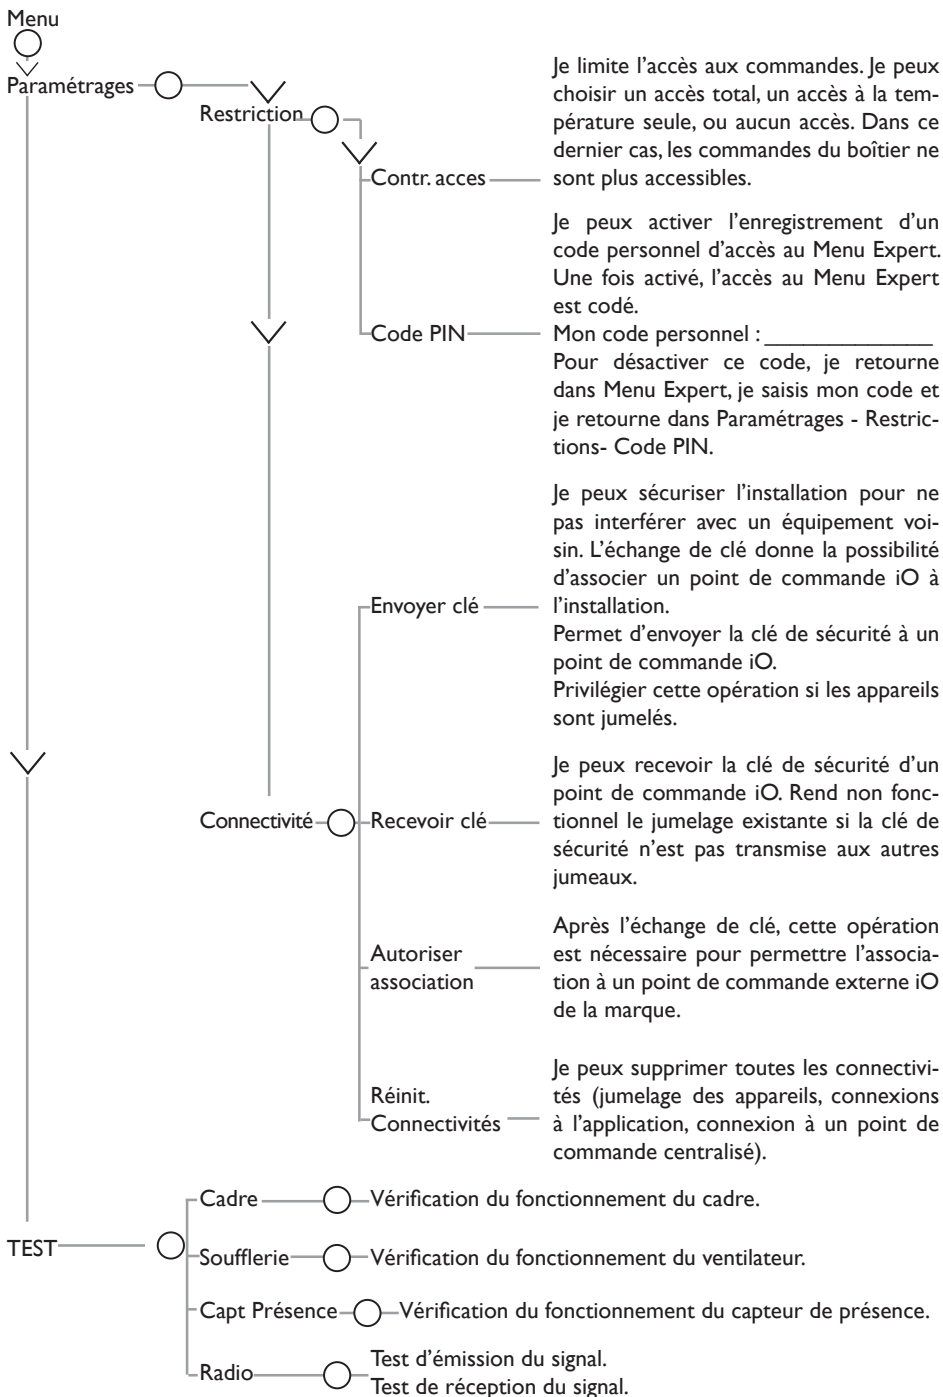 Menu
Paramétrages
Restriction
Contr. acces
Je limite l'accès aux commandes. Je peux
choisir un accès total, un accès à la tem-
pérature seule, ou aucun accès. Dans ce
dernier cas, les commandes du boîtier ne
sont plus accessibles.
Code PIN
Je peux activer l'enregistrement d'un
code personnel d'accès au Menu Expert.
Une fois activé, l'accès au Menu Expert
est codé.
Mon code personnel : _____________
Pour désactiver ce code, je retourne
dans Menu Expert, je saisis mon code et
je retourne dans Paramétrages - Restric-
tions- Code PIN.
Connectivité
Envoyer clé
Je peux sécuriser l'installation pour ne
pas interférer avec un équipement voi-
sin. L'échange de clé donne la possibilité
d'associer un point de commande iO à
l'installation.
Permet d'envoyer la clé de sécurité à un
point de commande iO.
Privilégier cette opération si les appareils
sont jumelés.
Recevoir clé
Je peux recevoir la clé de sécurité d'un
point de commande iO. Rend non fonc-
tionnel le jumelage existante si la clé de
sécurité n'est pas transmise aux autres
jumeaux.
Autoriser
association
Après l'échange de clé, cette opération
est nécessaire pour permettre l'associa-
tion à un point de commande externe iO
de la marque.
Réinit.
Connectivités
Je peux supprimer toutes les connectivi-
tés (jumelage des appareils, connexions
à l'application, connexion à un point de
commande centralisé).
TEST
Cadre
Vérification du fonctionnement du cadre.
Soufflerie
Vérification du fonctionnement du ventilateur.
Capt Présence
Vérification du fonctionnement du capteur de présence.
Radio
Test d'émission du signal.
Test de réception du signal.